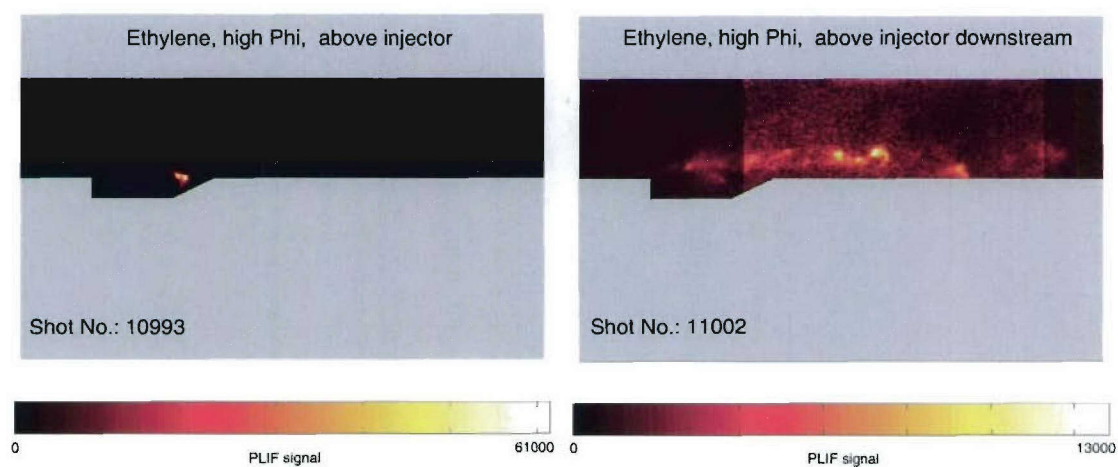 Ethylene, high Phi, above injector
Shot No.: 10993
0
61000
PLIF signal
Ethylene, high Phi, above injector downstream
Shot No.: 11002
0
13000
PLIF signal